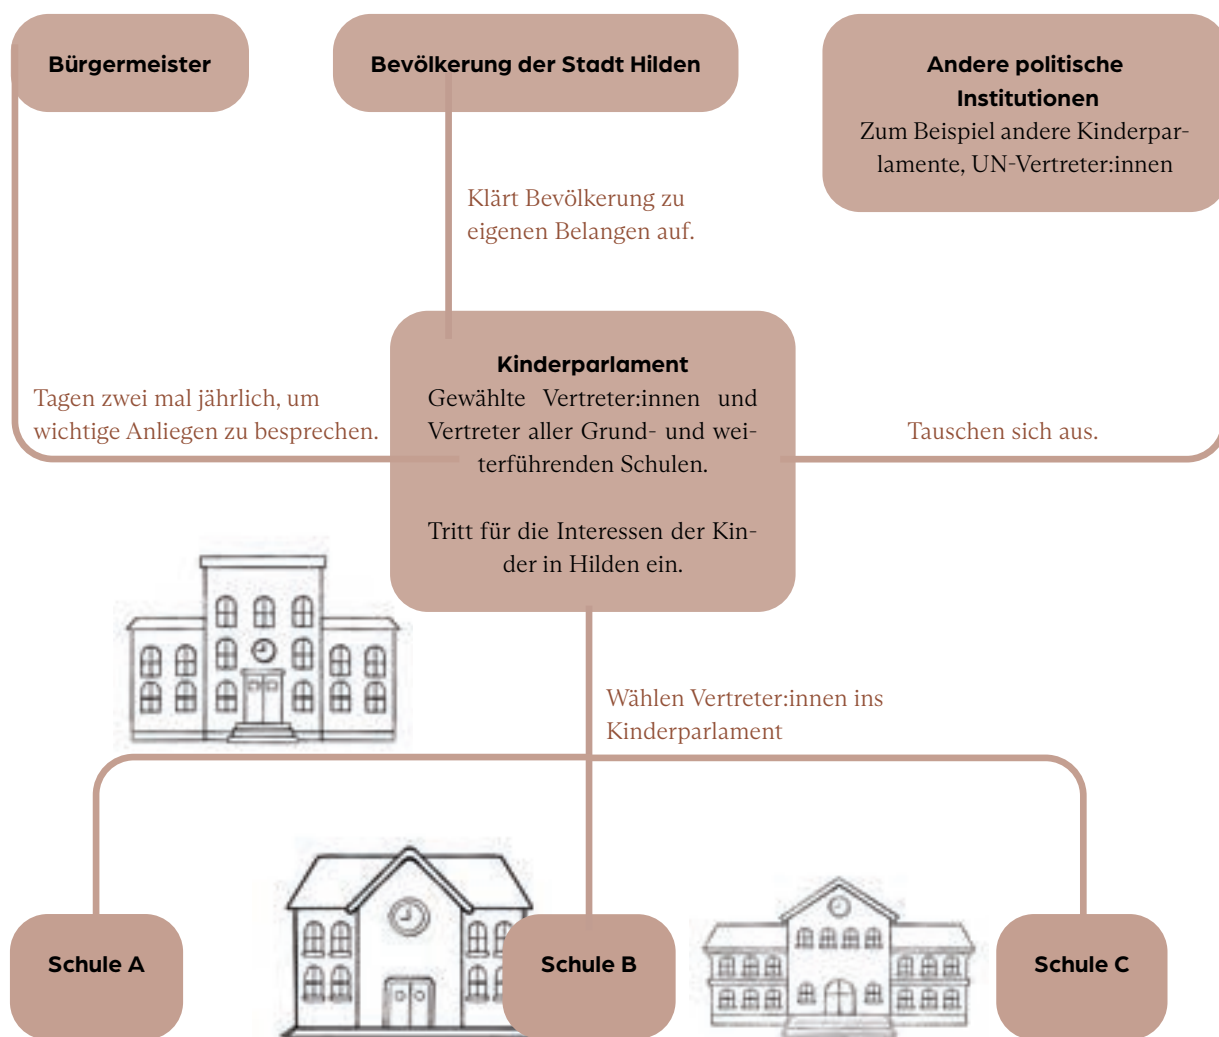 Bürgermeister
Bevölkerung der Stadt Hilden
Andere politische
Institutionen
Zum Beispiel andere Kinderpar-
lamente, UN-Vertreter:innen
Klärt Bevölkerung zu
eigenen Belangen auf.
Tagen zwei mal jährlich, um
wichtige Anliegen zu besprechen.
Kinderparlament
Gewählte Vertreter:innen und
Vertreter aller Grund- und wei-
terführenden Schulen.
Tritt für die Interessen der Kin-
der in Hilden ein.
Tauschen sich aus.
Wählen Vertreter:innen ins
Kinderparlament
Schule A
Schule B
Schule C